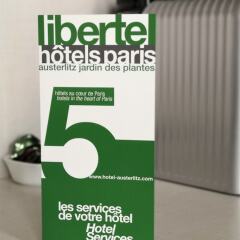 libertel
hôtels paris
austerlitz jardin des plantes
hôtels au cœur de Paris
hotels in the heart of Paris
5
www.hotel-austerlitz.com
les services
de votre hôtel
Hotel
Services